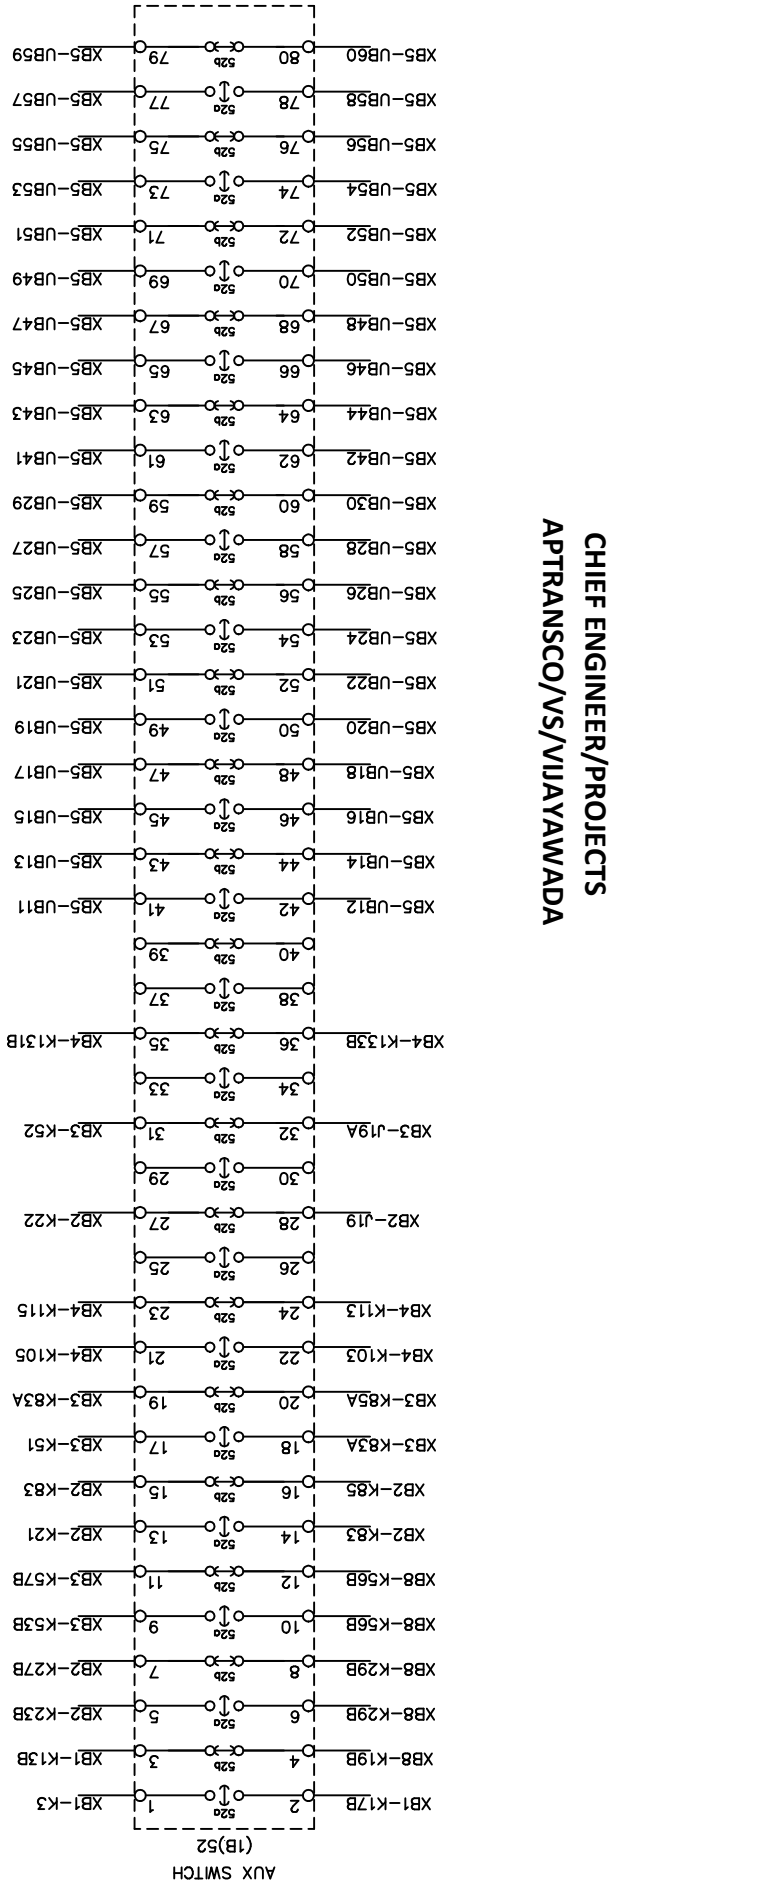 AUX SWITCH
(1B)52
XB1-K17B 2 52a 1 XB1-K3
XB8-K19B 4 52b 3 XB1-K13B
XB8-K29B 6 52a 5 XB2-K23B
XB8-K29B 8 52b 7 XB2-K27B
XB8-K56B 10 52a 9 XB3-K53B
XB8-K56B 12 52b 11 XB3-K57B
XB2-K83 14 52a 13 XB2-K21
XB2-K85 16 52b 15 XB2-K83
XB3-K83A 18 52a 17 XB3-K51
XB3-K85A 20 52b 19 XB3-K83A
XB4-K103 22 52a 21 XB4-K105
XB4-K113 24 52b 23 XB4-K115
26 52a 25
XB2-J19 28 52b 27 XB2-K22
30 52a 29
XB3-J19A 32 52b 31 XB3-K52
34 52a 33
XB4-K133B 36 52b 35 XB4-K131B
38 52a 37
40 52b 39
XB5-UB12 42 52a 41 XB5-UB11
XB5-UB14 44 52b 43 XB5-UB13
XB5-UB16 46 52a 45 XB5-UB15
XB5-UB18 48 52b 47 XB5-UB17
XB5-UB20 50 52a 49 XB5-UB19
XB5-UB22 52 52b 51 XB5-UB21
XB5-UB24 54 52a 53 XB5-UB23
XB5-UB26 56 52b 55 XB5-UB25
XB5-UB28 58 52a 57 XB5-UB27
XB5-UB30 60 52b 59 XB5-UB29
XB5-UB42 62 52a 61 XB5-UB41
XB5-UB44 64 52b 63 XB5-UB43
XB5-UB46 66 52a 65 XB5-UB45
XB5-UB48 68 52b 67 XB5-UB47
XB5-UB50 70 52a 69 XB5-UB49
XB5-UB52 72 52b 71 XB5-UB51
XB5-UB54 74 52a 73 XB5-UB53
XB5-UB56 76 52b 75 XB5-UB55
XB5-UB58 78 52a 77 XB5-UB57
XB5-UB60 80 52b 79 XB5-UB59
CHIEF ENGINEER/PROJECTS
APTRANSCO/VS/VIJAYAWADA